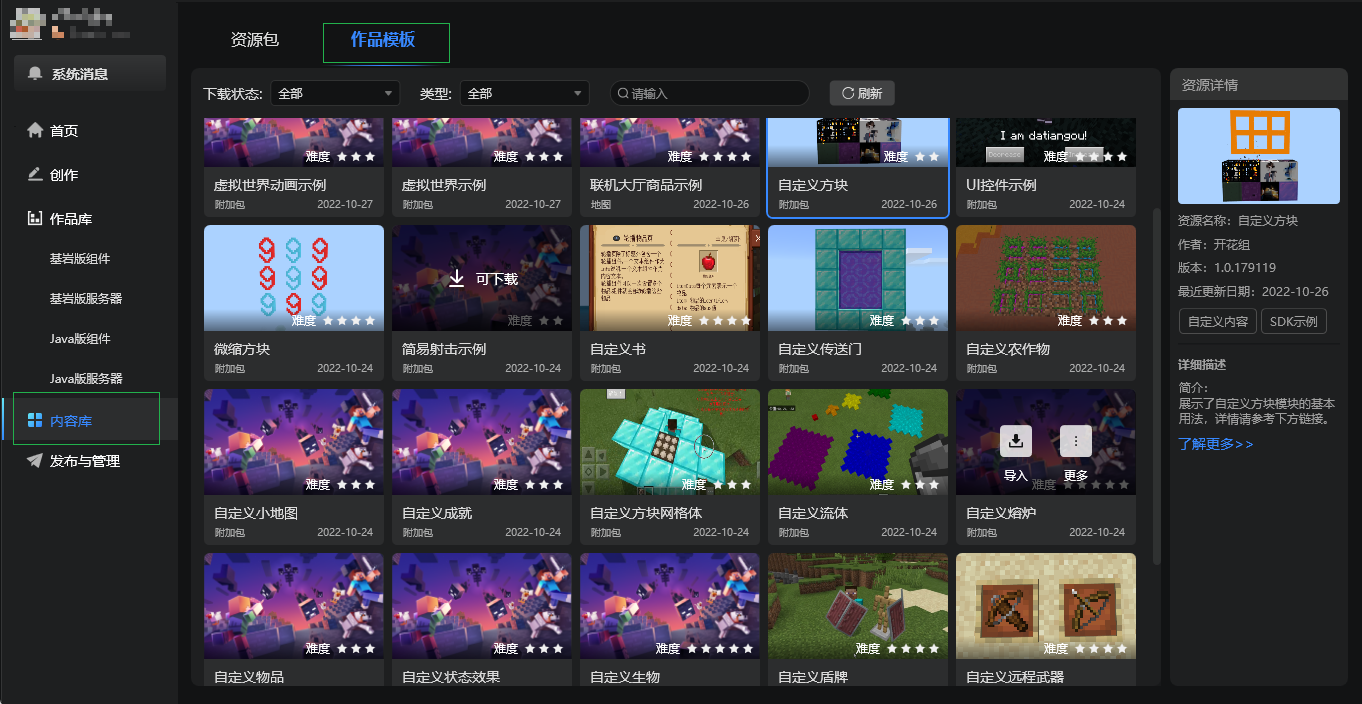 系统消息
首页
创作
作品库
基岩版组件
基岩版服务器
Java版组件
Java版服务器
内容库
发布与管理
资源包
作品模板
下载状态:
全部
类型:
全部
请输入
刷新
难度
难度
难度
难度
I am datiangou!
难度
虚拟世界动画示例
附加包
2022-10-27
虚拟世界示例
附加包
2022-10-27
联机大厅商品示例
地图
2022-10-26
自定义方块
附加包
2022-10-26
UI控件示例
附加包
2022-10-24
9 9 9
9 9 9
9 9 9
难度
可下载
难度
难度
难度
难度
微缩方块
附加包
2022-10-24
简易射击示例
附加包
2022-10-24
自定义书
附加包
2022-10-24
自定义传送门
附加包
2022-10-24
自定义农作物
附加包
2022-10-24
难度
难度
难度
难度
导入
更多
难度
自定义小地图
附加包
2022-10-24
自定义成就
附加包
2022-10-24
自定义方块网格体
附加包
2022-10-24
自定义流体
附加包
2022-10-24
自定义熔炉
附加包
2022-10-24
难度
难度
难度
难度
难度
自定义物品
自定义状态效果
自定义生物
自定义盾牌
自定义远程武器
资源详情
资源名称：自定义方块
作者：开花组
版本：1.0.179119
最近更新日期：2022-10-26
自定义内容
SDK示例
详细描述
简介:
展示了自定义方块模块的基本
用法，详情请参考下方链接。
了解更多>>